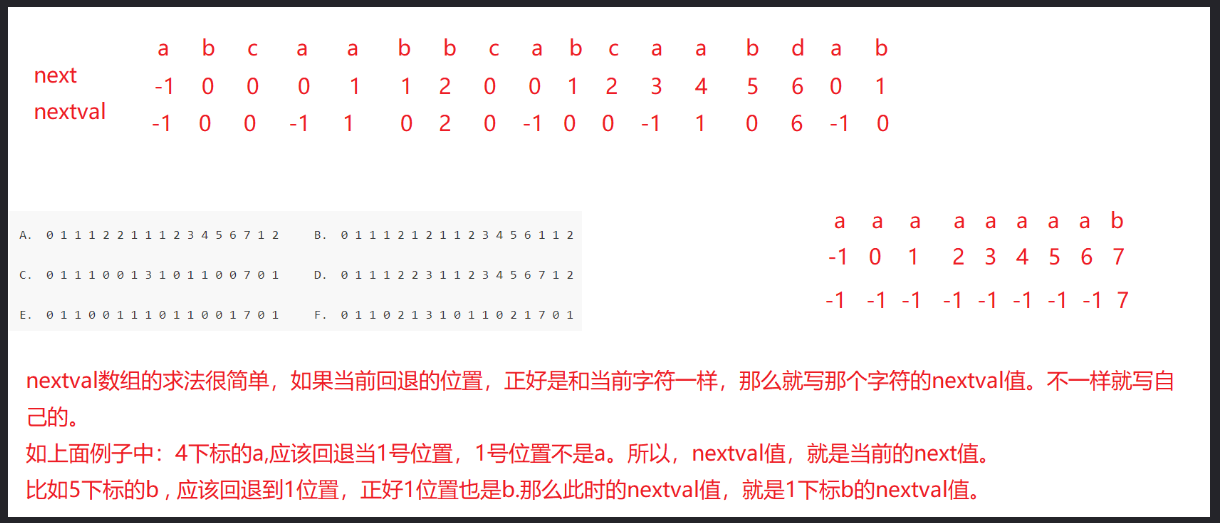 a b c a a b b c a b c a a b d a b
next -1 0 0 0 1 1 2 0 0 1 2 3 4 5 6 0 1
nextval -1 0 0 -1 1 0 2 0 -1 0 0 -1 1 0 6 -1 0
a a a a a a a a b
-1 0 1 2 3 4 5 6 7
-1 -1 -1 -1 -1 -1 -1 -1 7
A. 0 1 1 1 2 2 1 1 1 2 3 4 5 6 7 1 2 B. 0 1 1 1 2 1 2 1 1 2 3 4 5 6 1 1 2
C. 0 1 1 1 0 0 1 3 1 0 1 1 0 0 7 0 1 D. 0 1 1 1 2 2 3 1 1 2 3 4 5 6 7 1 2
E. 0 1 1 0 0 1 1 1 0 1 1 0 0 1 7 0 1 F. 0 1 1 0 2 1 3 1 0 1 1 0 2 1 7 0 1
nextval数组的求法很简单，如果当前回退的位置，正好是和当前字符一样，那么就写那个字符的nextval值。不一样就写自
己的。
如上面例子中：4下标的a,应该回退当1号位置，1号位置不是a。所以，nextval值，就是当前的next值。
比如5下标的b , 应该回退到1位置，正好1位置也是b.那么此时的nextval值，就是1下标b的nextval值。